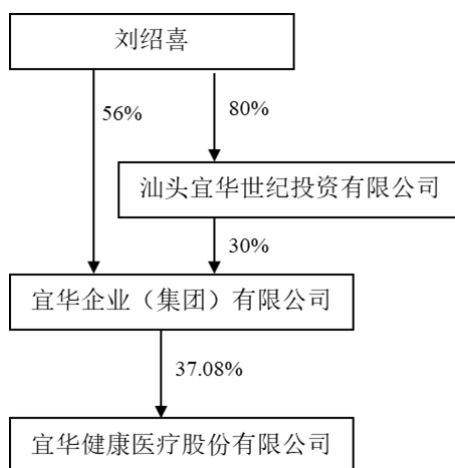 刘绍喜
56%
80%
汕头宜华世纪投资有限公司
30%
宜华企业（集团）有限公司
37.08%
宜华健康医疗股份有限公司